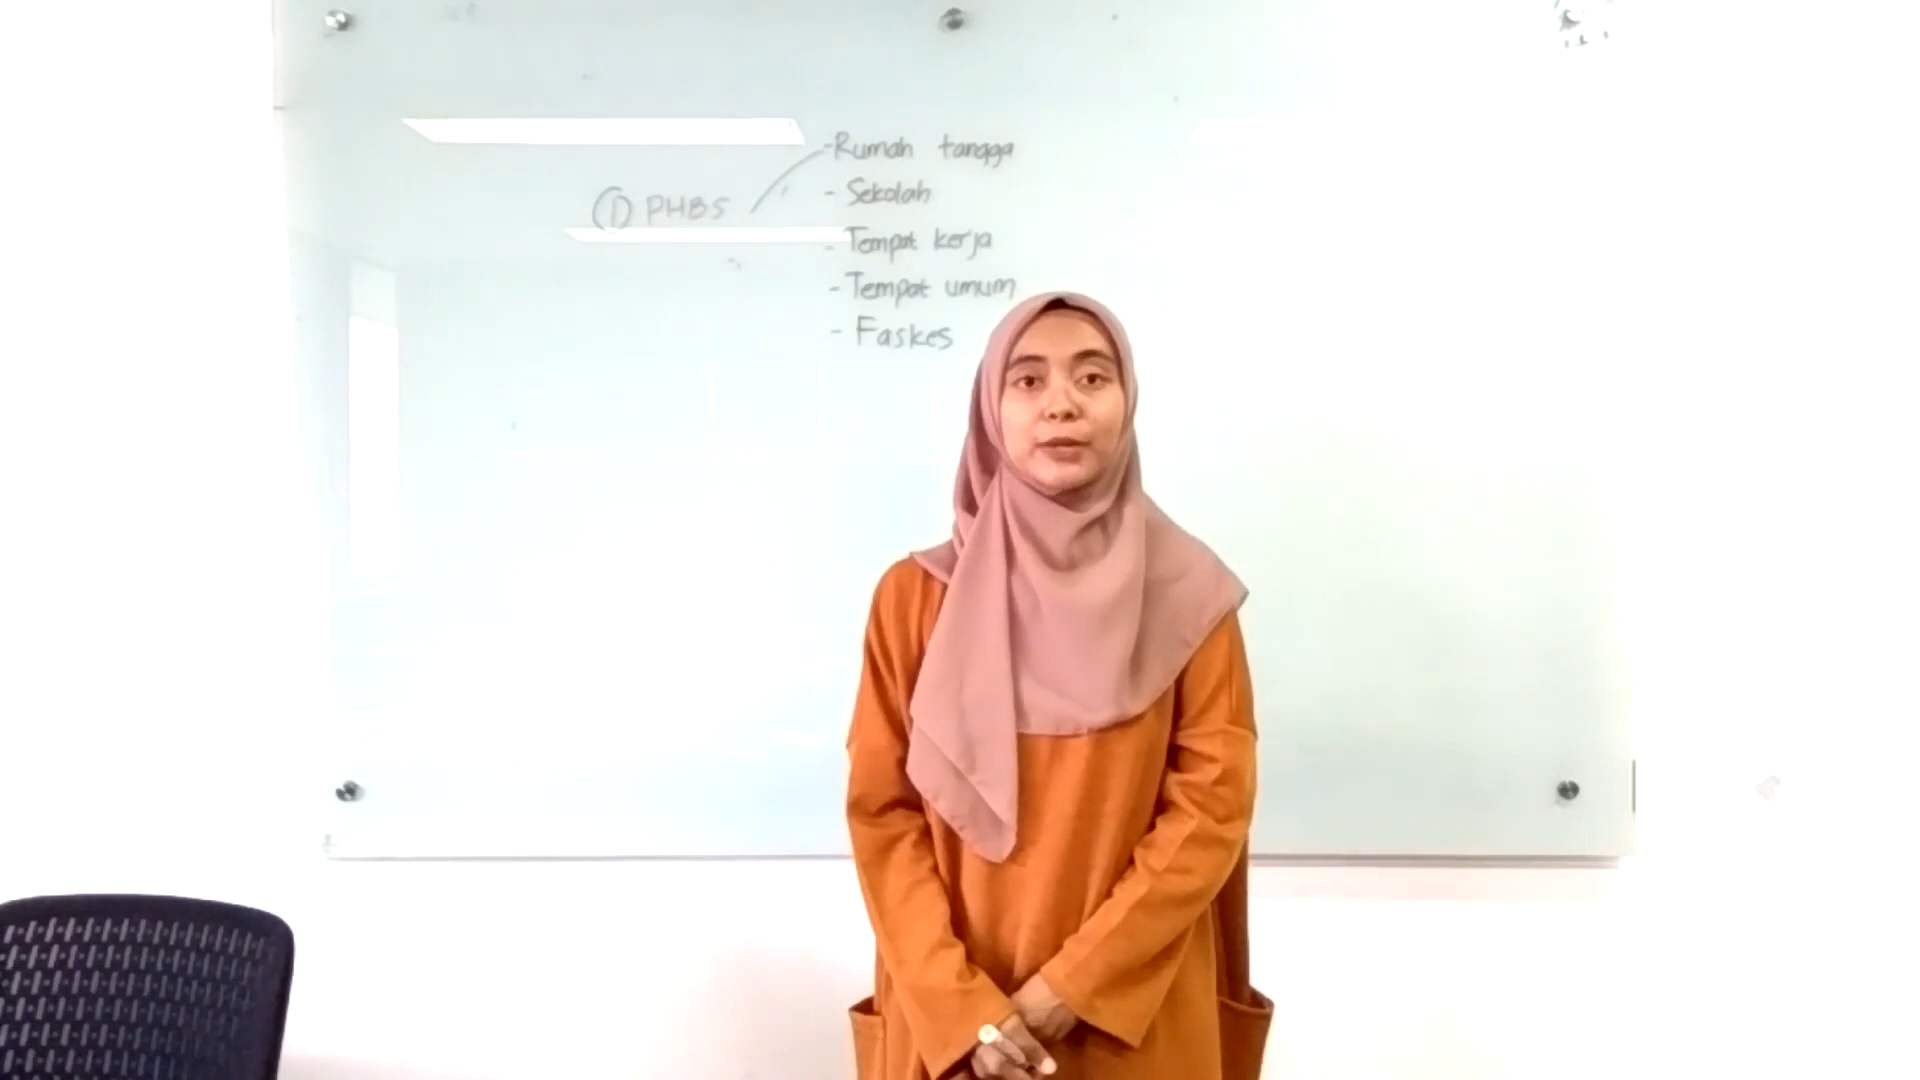 ① PHBS
- Rumah tangga
- Sekolah
- Tempat kerja
- Tempat umum
- Faskes